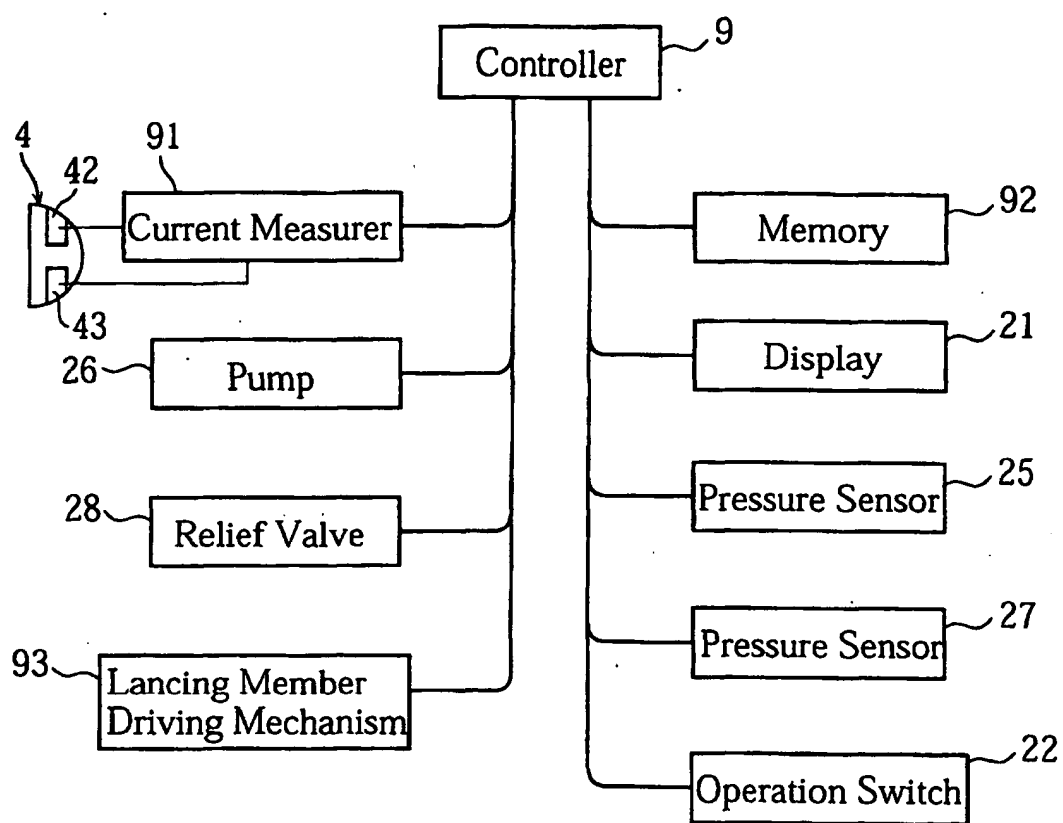 9
Controller
4
42
91
Current Measurer
43
92
Memory
26
Pump
21
Display
28
Relief Valve
25
Pressure Sensor
93
Lancing Member
Driving Mechanism
27
Pressure Sensor
22
Operation Switch